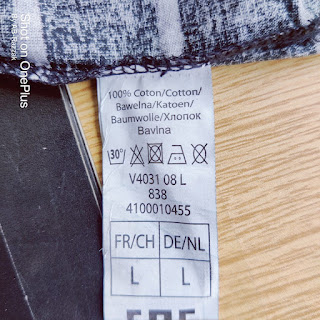 Shot on OnePlus
100% Coton/Cotton/
Bawełna/Katoen/
Baumwolle/Хлопок
Bavlna
30°
V4031 08 L
838
4100010455
FR/CH DE/NL
L L